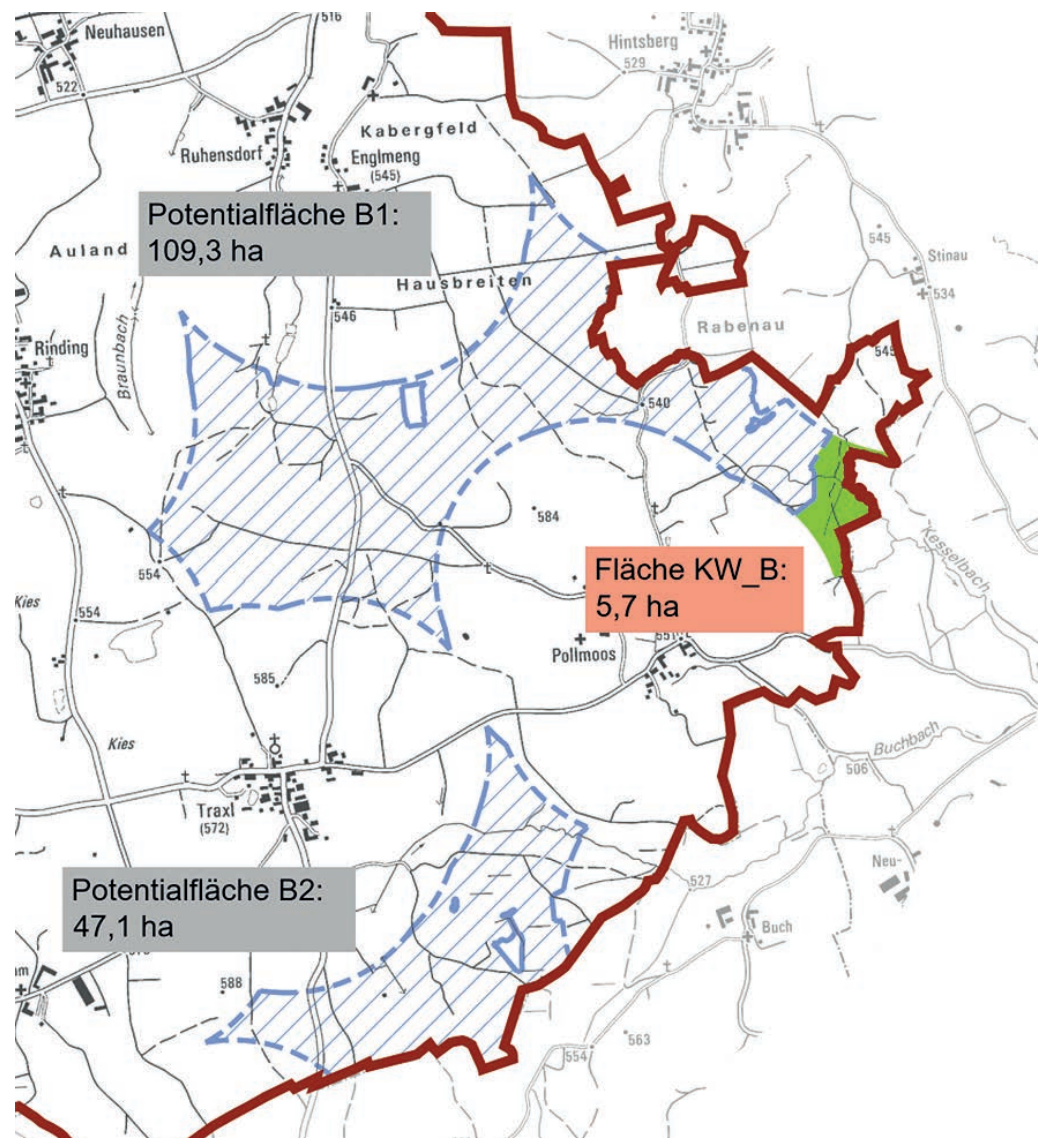 516
Neuhausen
Hintsberg
529
522
Kabergfeld
Ruhensdorf
Englmeng
(545)
Potentialfläche B1:
109,3 ha
Auland
545
Stinau
Hausbreiten
534
546
Rabenau
Rinding
Braunbach
545
540
584
Kesselbach
554
Fläche KW_B:
5,7 ha
Kies
554
551
Pollmoos
585
Kies
Buchbach
506
Traxl
(572)
Neu-
Potentialfläche B2:
47,1 ha
527
Buch
am
588
563
554